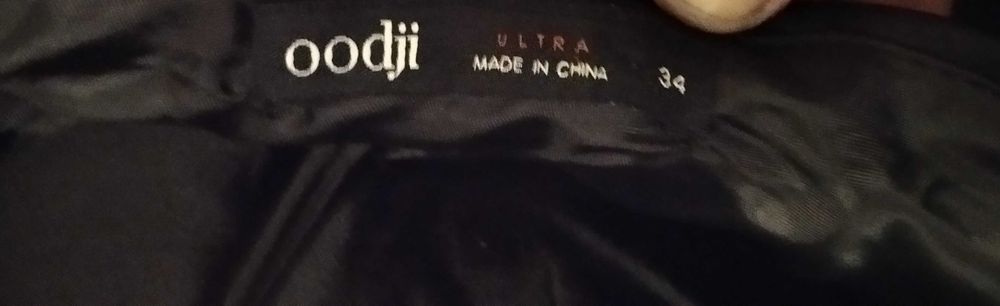 oodji ULTRA
MADE IN CHINA 34